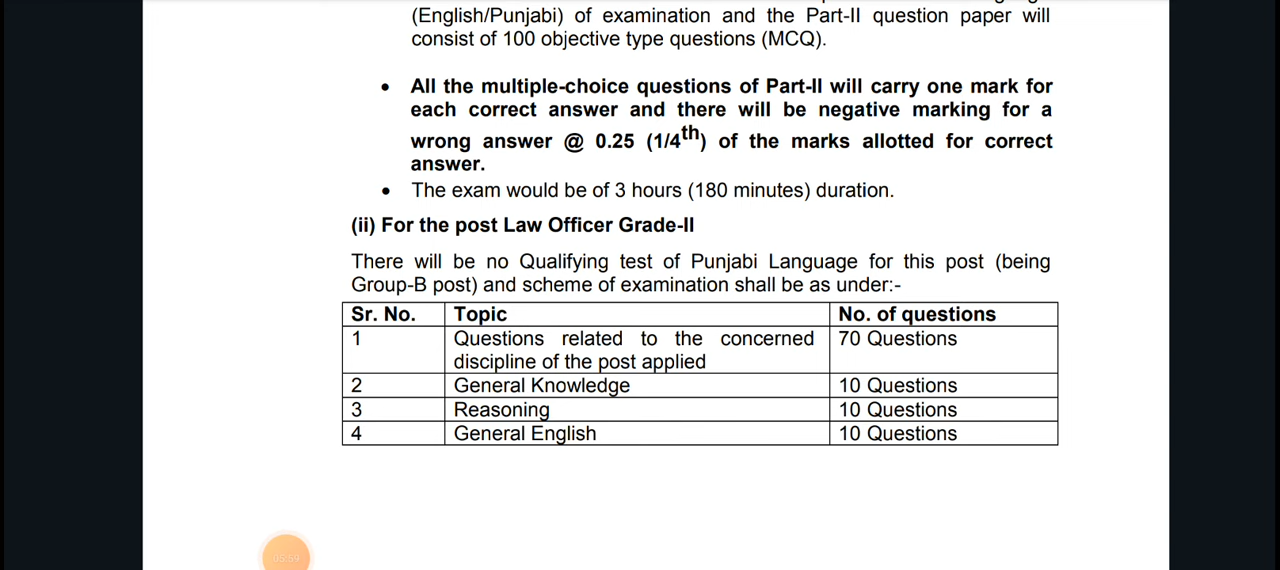 (English/Punjabi) of examination and the Part-II question paper will
consist of 100 objective type questions (MCQ).
• All the multiple-choice questions of Part-II will carry one mark for
each correct answer and there will be negative marking for a
wrong answer @ 0.25 (1/4th) of the marks allotted for correct
answer.
• The exam would be of 3 hours (180 minutes) duration.
(ii) For the post Law Officer Grade-II
There will be no Qualifying test of Punjabi Language for this post (being
Group-B post) and scheme of examination shall be as under:-
Sr. No. Topic No. of questions
1 Questions related to the concerned 70 Questions
discipline of the post applied
2 General Knowledge 10 Questions
3 Reasoning 10 Questions
4 General English 10 Questions
05:59